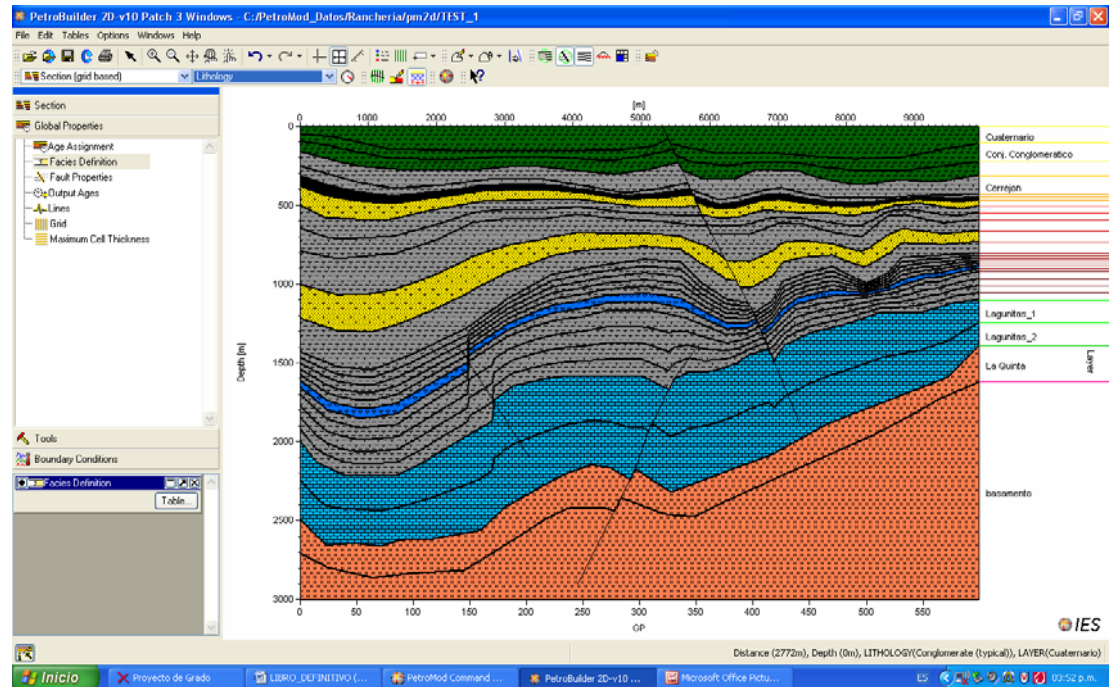 PetroBuilder 2D-v10 Patch 3 Windows - C:/PetroMod_Datos/Rancheria/pm2d/TEST_1
File Edit Tables Options Windows Help
Section (grid based) Lithology
Section
Global Properties
Age Assignment
Facies Definition
Fault Properties
Output Ages
Lines
Grid
Maximum Cell Thickness
Tools
Boundary Conditions
Facies Definition
Table...
[m]
0 1000 2000 3000 4000 5000 6000 7000 8000 9000
Depth [m]
0
500
1000
1500
2000
2500
3000
0 50 100 150 200 250 300 350 400 450 500 550
GP
Cuaternario
Conj. Conglomeratico
Cerrejon
Lagunitas_1
Lagunitas_2
La Quinta
basamento
Layer
IES
Distance (2772m), Depth (0m), LITHOLOGY(Conglomerate (typical)), LAYER(Cuaternario)
Inicio
Proyecto de Grado
LIBRO_DEFINITIVO (...
PetroMod Command ...
PetroBuilder 2D-v10 ...
Microsoft Office Pictu...
ES
03:52 p.m.